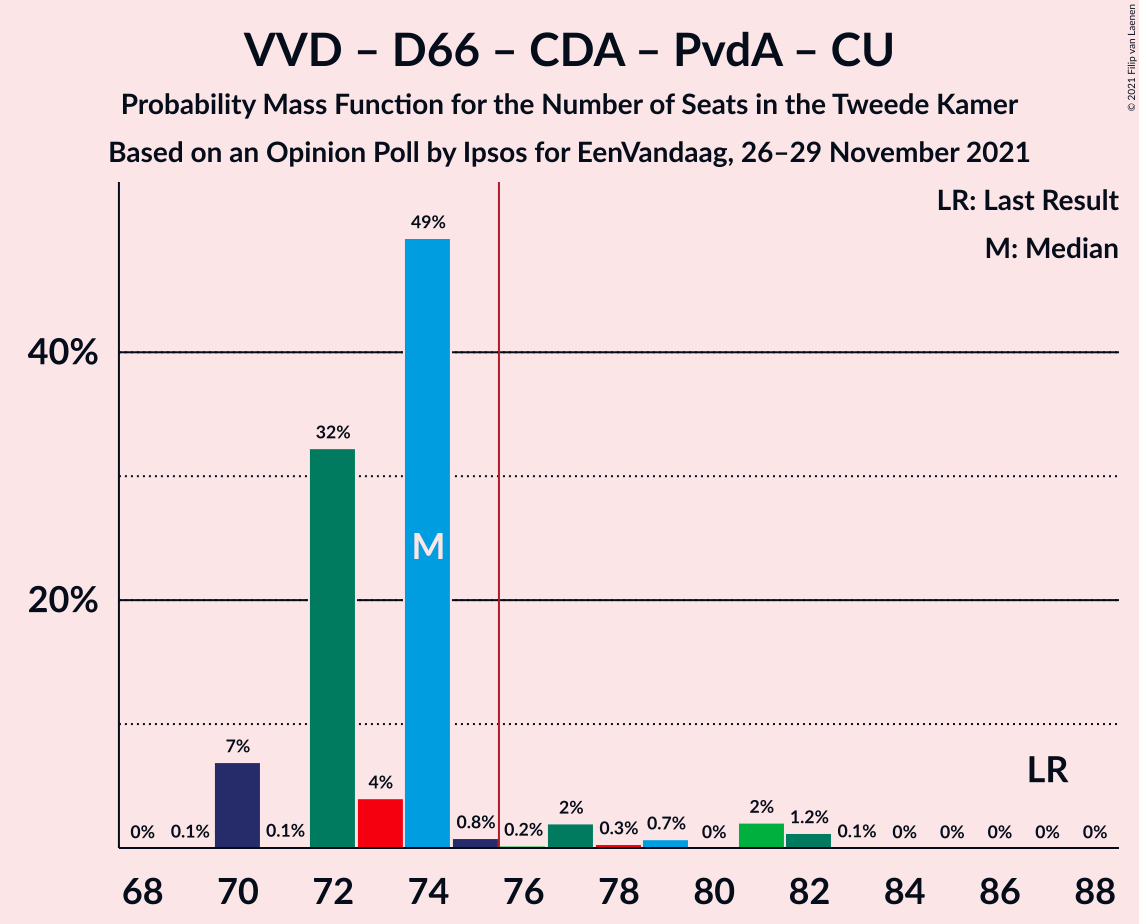 VVD – D66 – CDA – PvdA – CU
Probability Mass Function for the Number of Seats in the Tweede Kamer
Based on an Opinion Poll by Ipsos for EenVandaag, 26–29 November 2021
© 2021 Filip van Laenen
LR: Last Result
M: Median
49%
40%
32%
M
20%
7%
LR
4%
0%
0.1%
0.1%
0.8%
0.2%
2%
0.3%
0.7%
0%
2%
1.2%
0.1%
0%
0%
0%
0%
0%
68 70 72 74 76 78 80 82 84 86 88